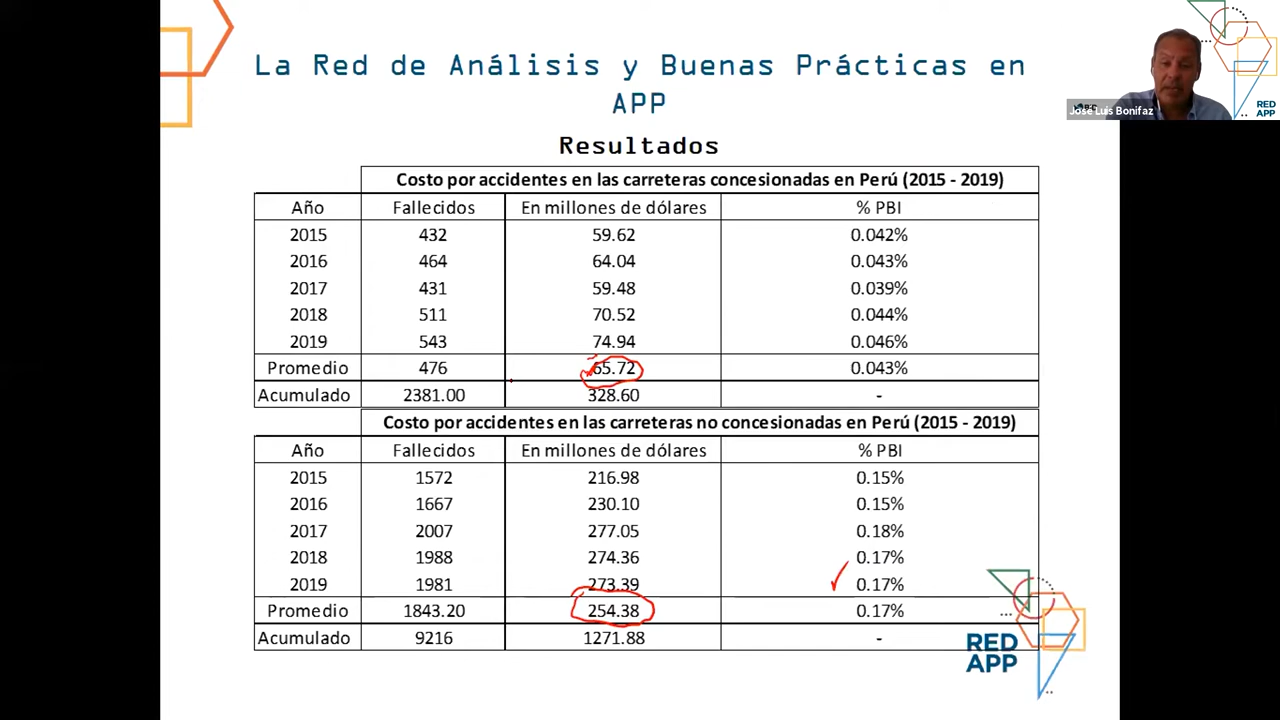 La Red de Análisis y Buenas Prácticas en
APP
Resultados
José Luis Bonifaz
RED
APP
Costo por accidentes en las carreteras concesionadas en Perú (2015 - 2019)
Año Fallecidos En millones de dólares % PBI
2015 432 59.62 0.042%
2016 464 64.04 0.043%
2017 431 59.48 0.039%
2018 511 70.52 0.044%
2019 543 74.94 0.046%
Promedio 476 65.72 0.043%
Acumulado 2381.00 328.60 -
Costo por accidentes en las carreteras no concesionadas en Perú (2015 - 2019)
Año Fallecidos En millones de dólares % PBI
2015 1572 216.98 0.15%
2016 1667 230.10 0.15%
2017 2007 277.05 0.18%
2018 1988 274.36 0.17%
2019 1981 273.39 0.17%
Promedio 1843.20 254.38 0.17%
Acumulado 9216 1271.88 -
RED
APP